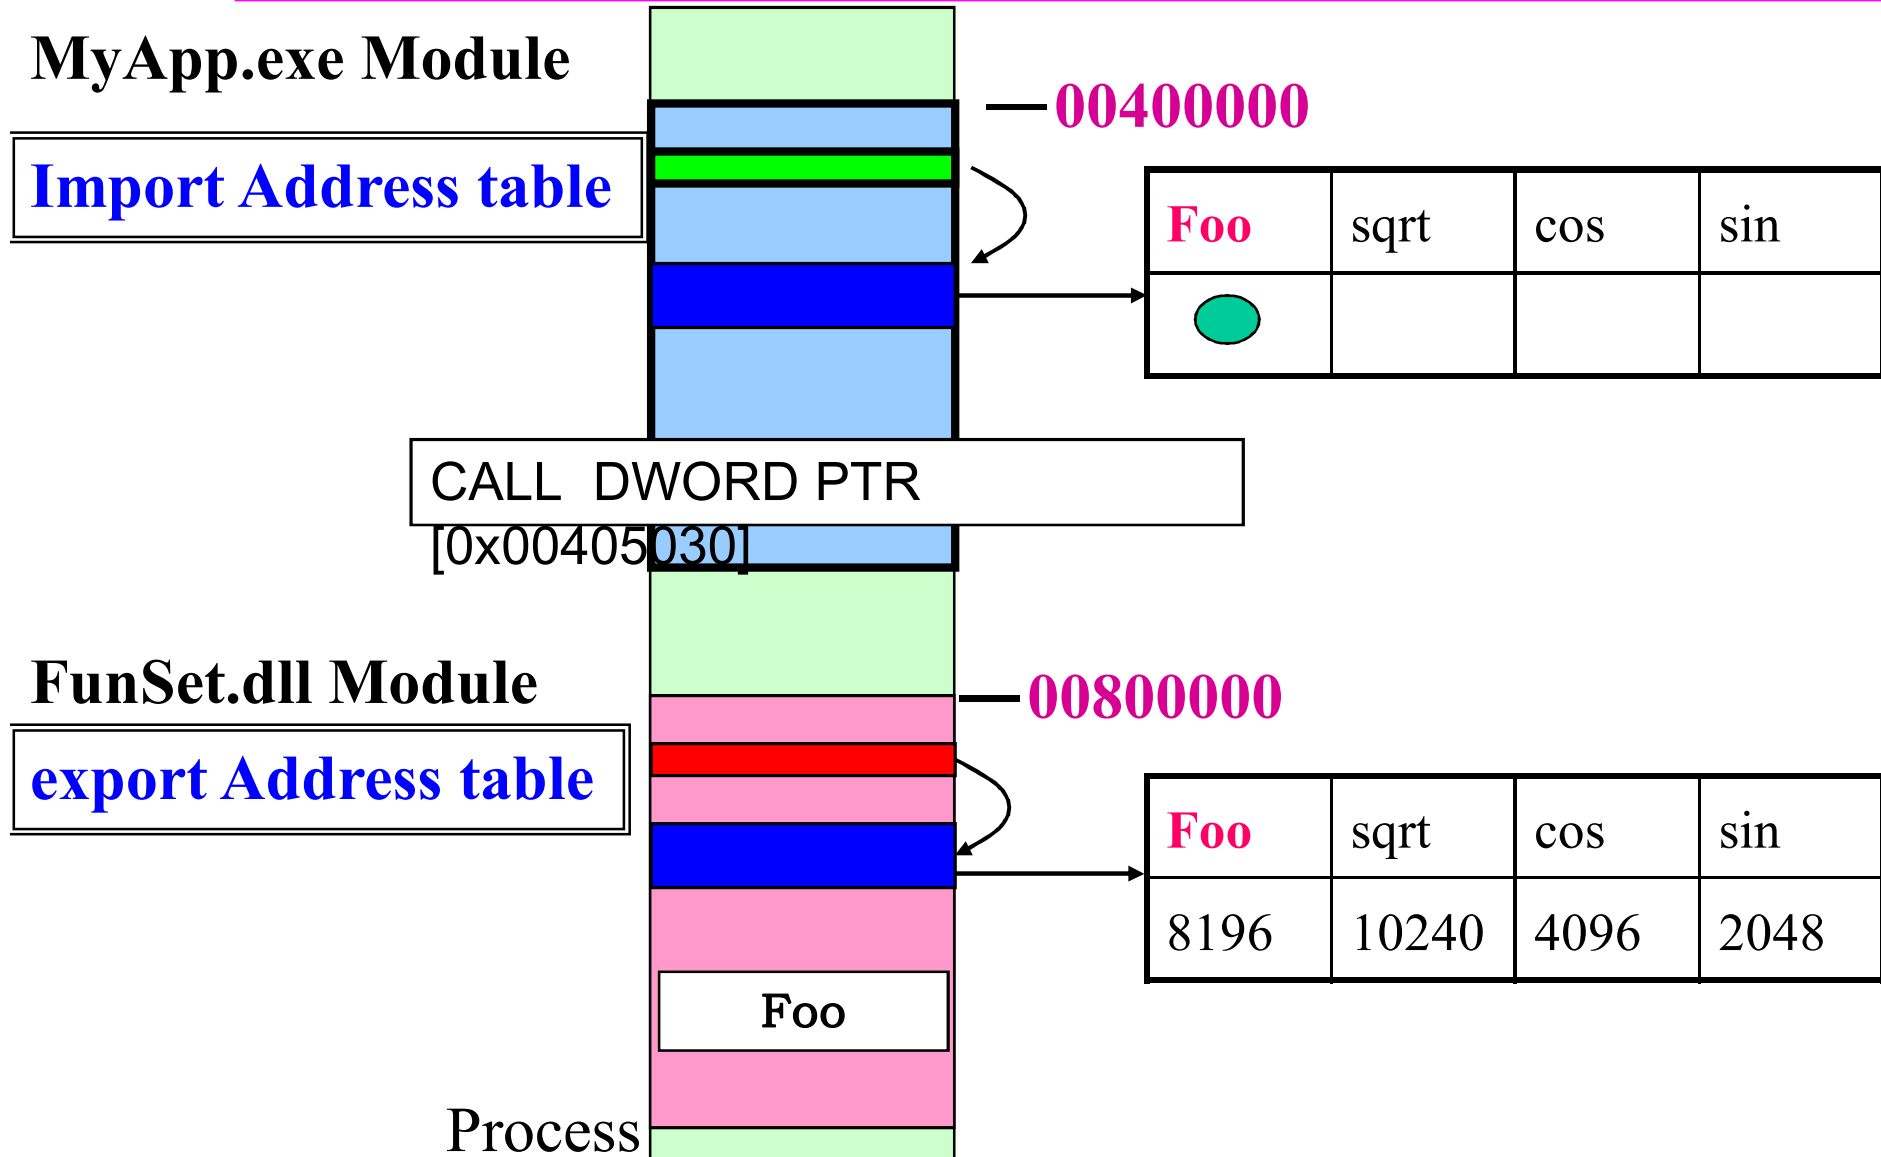 MyApp.exe Module
00400000
Import Address table
Foo sqrt cos sin
CALL  DWORD PTR
[0x00405030]
FunSet.dll Module
00800000
export Address table
Foo sqrt cos sin
8196 10240 4096 2048
Foo
Process